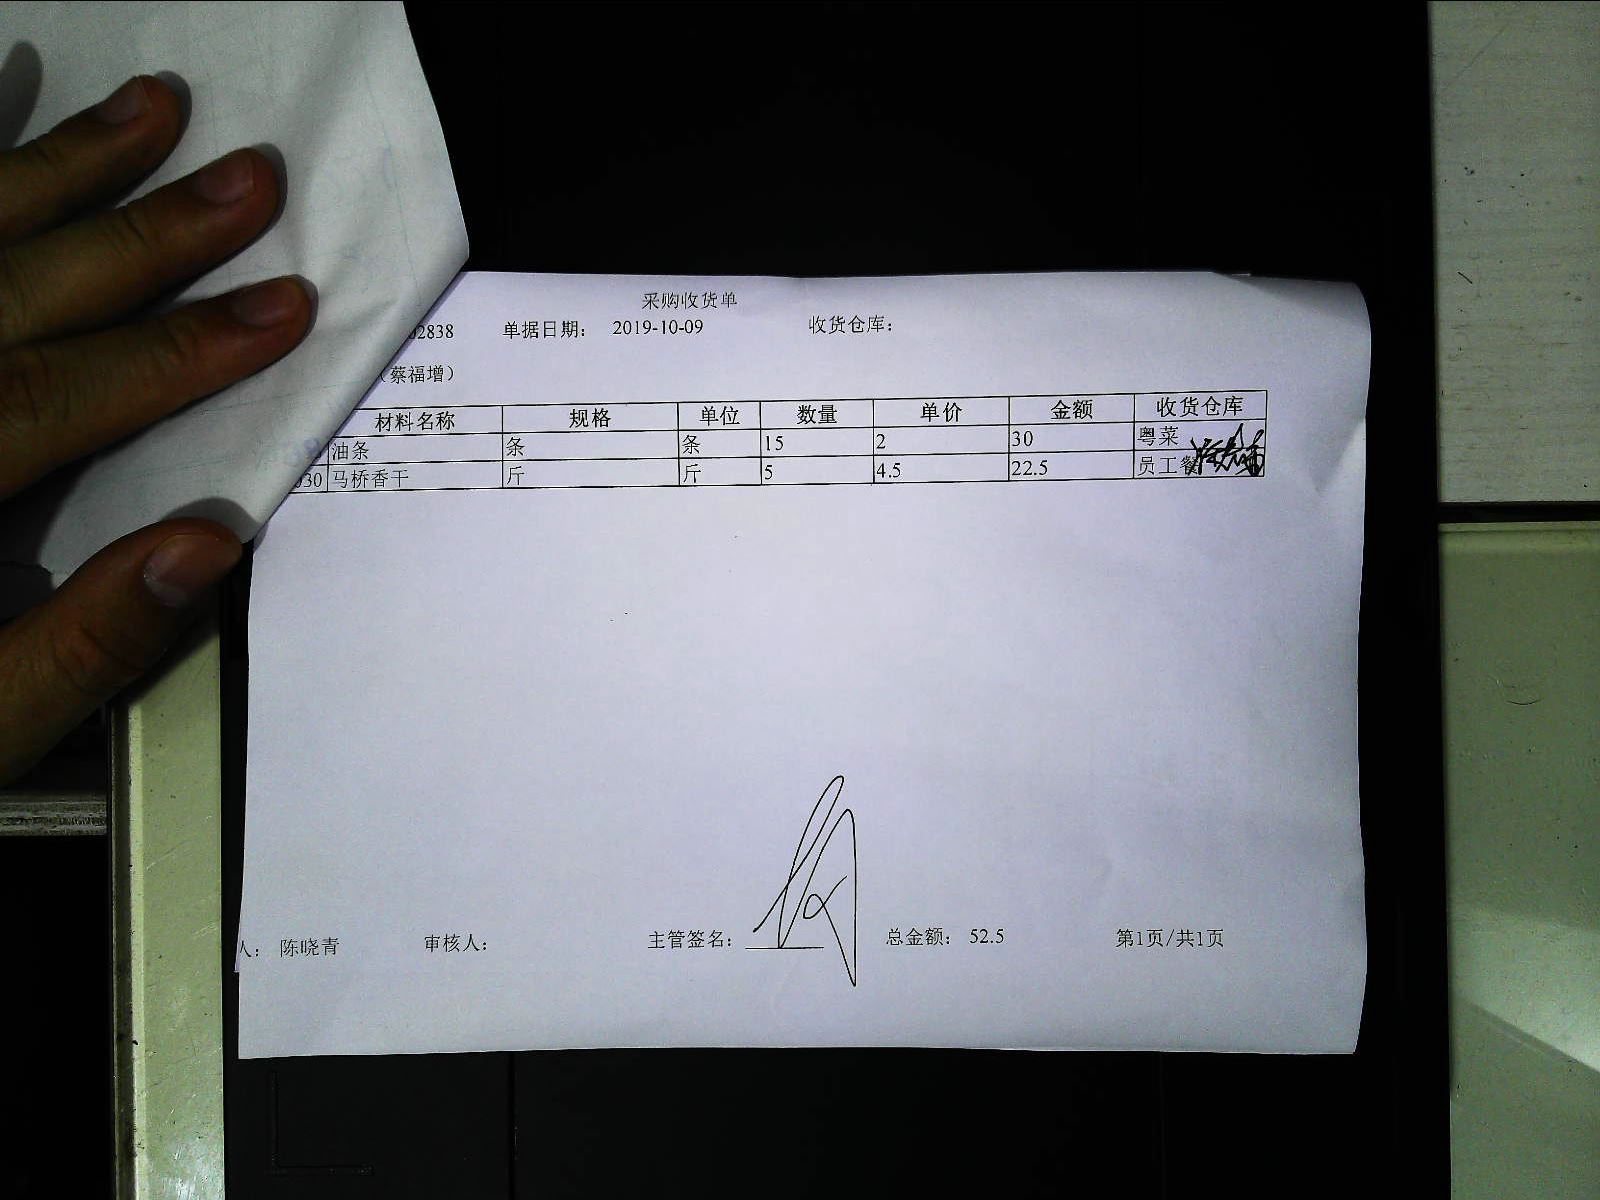 采购收货单
02838 单据日期： 2019-10-09 收货仓库：
（蔡福增）
材料名称 规格 单位 数量 单价 金额 收货仓库
油条 条 条 15 2 30 粤菜
030 马桥香干 斤 斤 5 4.5 22.5 员工餐
人： 陈晓青 审核人： 主管签名： 总金额： 52.5 第1页/共1页